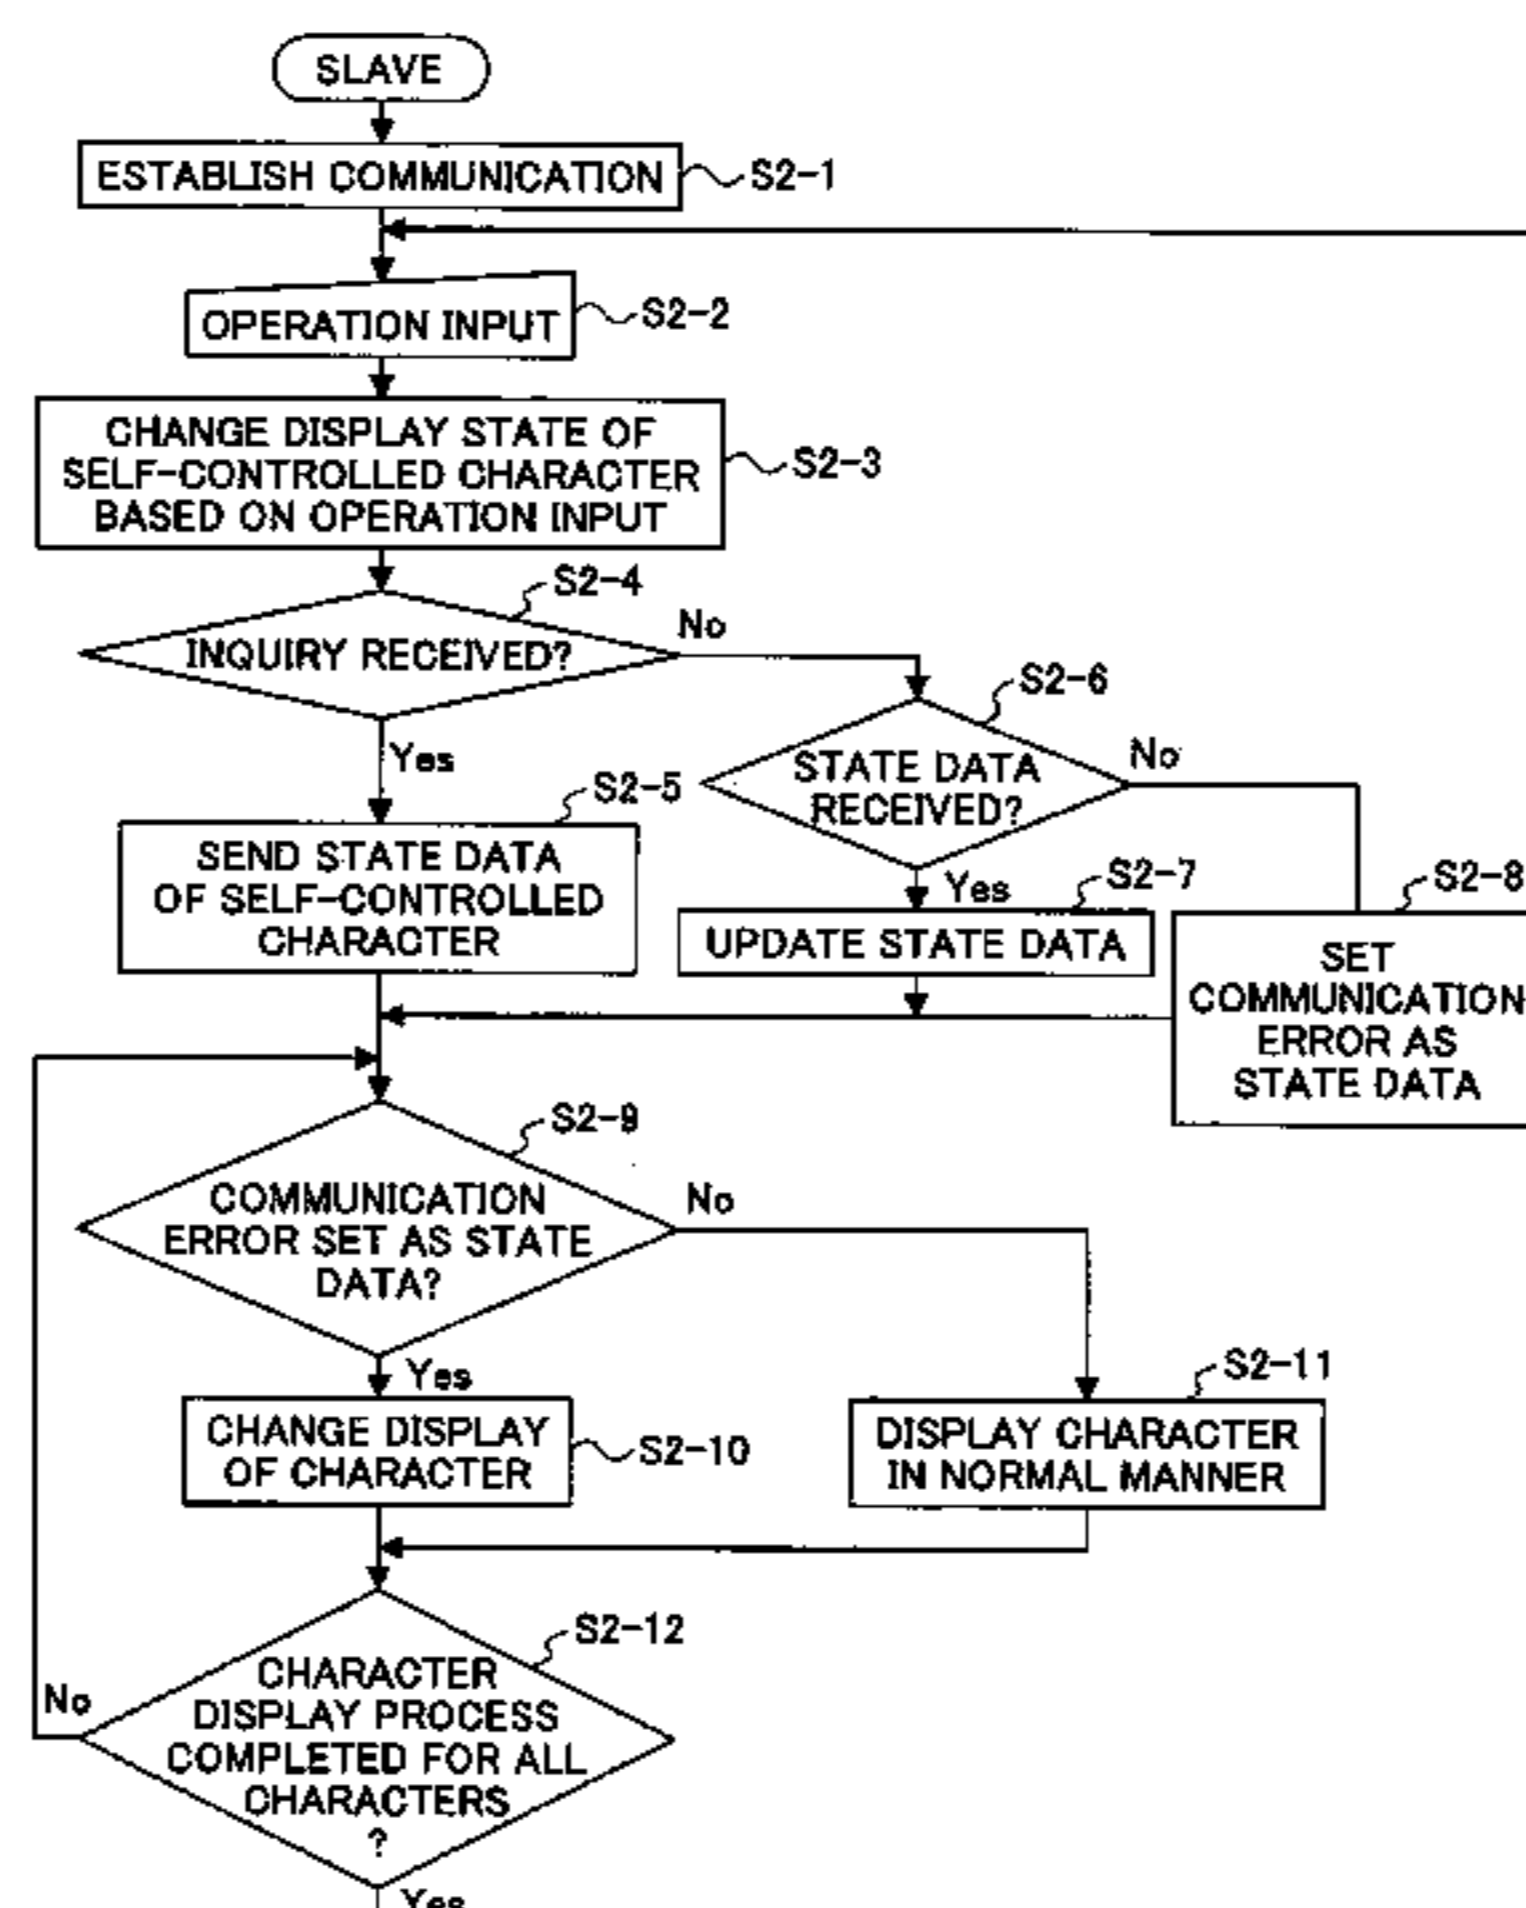 SLAVE
ESTABLISH COMMUNICATION
S2-1
OPERATION INPUT
S2-2
CHANGE DISPLAY STATE OF
SELF-CONTROLLED CHARACTER
BASED ON OPERATION INPUT
S2-3
S2-4
INQUIRY RECEIVED?
No
Yes
S2-6
STATE DATA
RECEIVED?
No
Yes
S2-5
SEND STATE DATA
OF SELF-CONTROLLED
CHARACTER
S2-7
UPDATE STATE DATA
S2-8
SET
COMMUNICATION
ERROR AS
STATE DATA
S2-9
COMMUNICATION
ERROR SET AS STATE
DATA?
No
Yes
CHANGE DISPLAY
OF CHARACTER
S2-10
S2-11
DISPLAY CHARACTER
IN NORMAL MANNER
S2-12
CHARACTER
DISPLAY PROCESS
COMPLETED FOR ALL
CHARACTERS
?
No
Yes